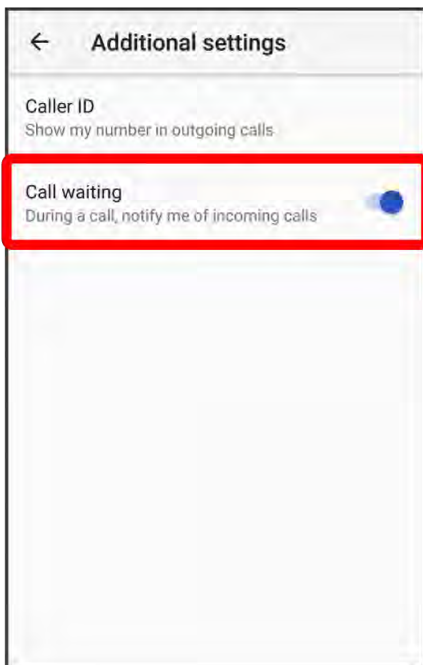 Additional settings
Caller ID
Show my number in outgoing calls
Call waiting
During a call, notify me of incoming calls